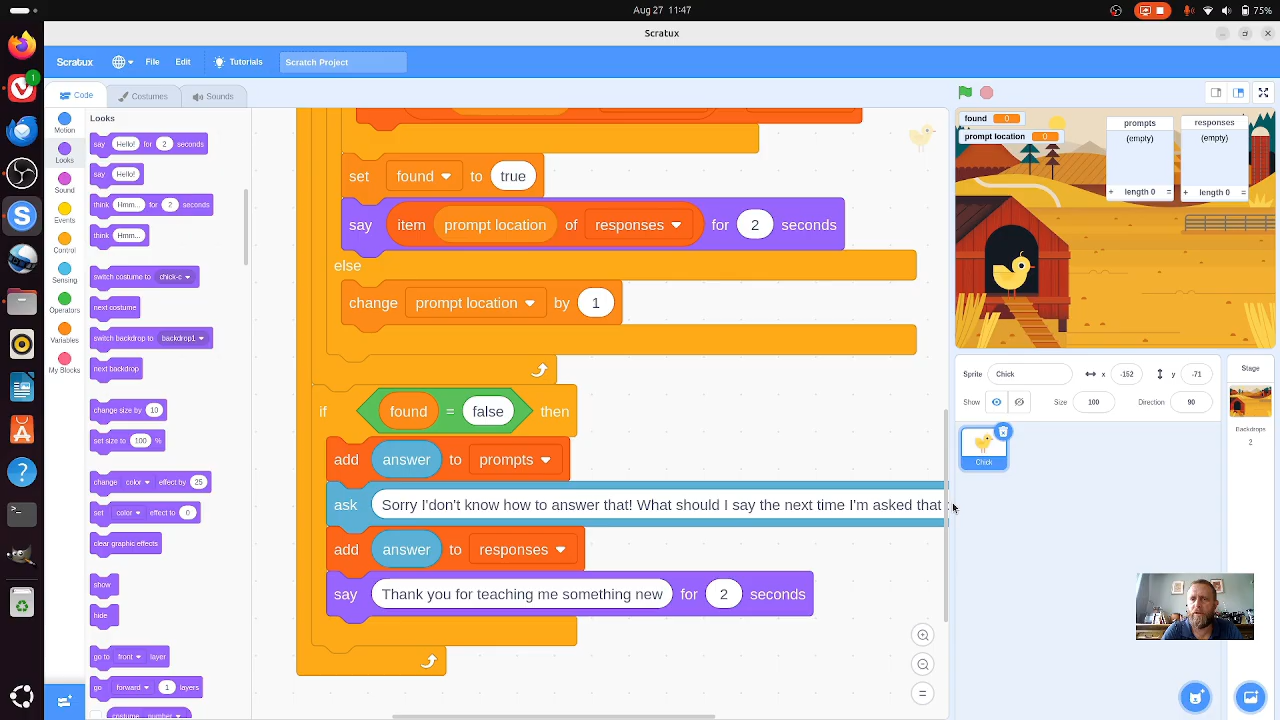 Aug 27 11:47
75%
Scratux
1
Scratux
File
Edit
Tutorials
Scratch Project
Code
Costumes
Sounds
Motion
Looks
Sound
Events
Control
Sensing
Operators
Variables
My Blocks
Looks
say Hello! for 2 seconds
say Hello!
think Hmm... for 2 seconds
think Hmm...
switch costume to chick-c
next costume
switch backdrop to backdrop1
next backdrop
change size by 10
set size to 100 %
change color effect by 25
set color effect to 0
clear graphic effects
show
hide
go to front layer
go forward 1 layers
costume number
set found to true
say item prompt location of responses for 2 seconds
else
change prompt location by 1
if found = false then
add answer to prompts
ask Sorry I'don't know how to answer that! What should I say the next time I'm asked that
add answer to responses
say Thank you for teaching me something new for 2 seconds
found 0
prompt location 0
prompts
(empty)
+ length 0 =
responses
(empty)
+ length 0 =
Sprite Chick x -152 y -71
Show Size 100 Direction 90
Chick
Stage
Backdrops
2